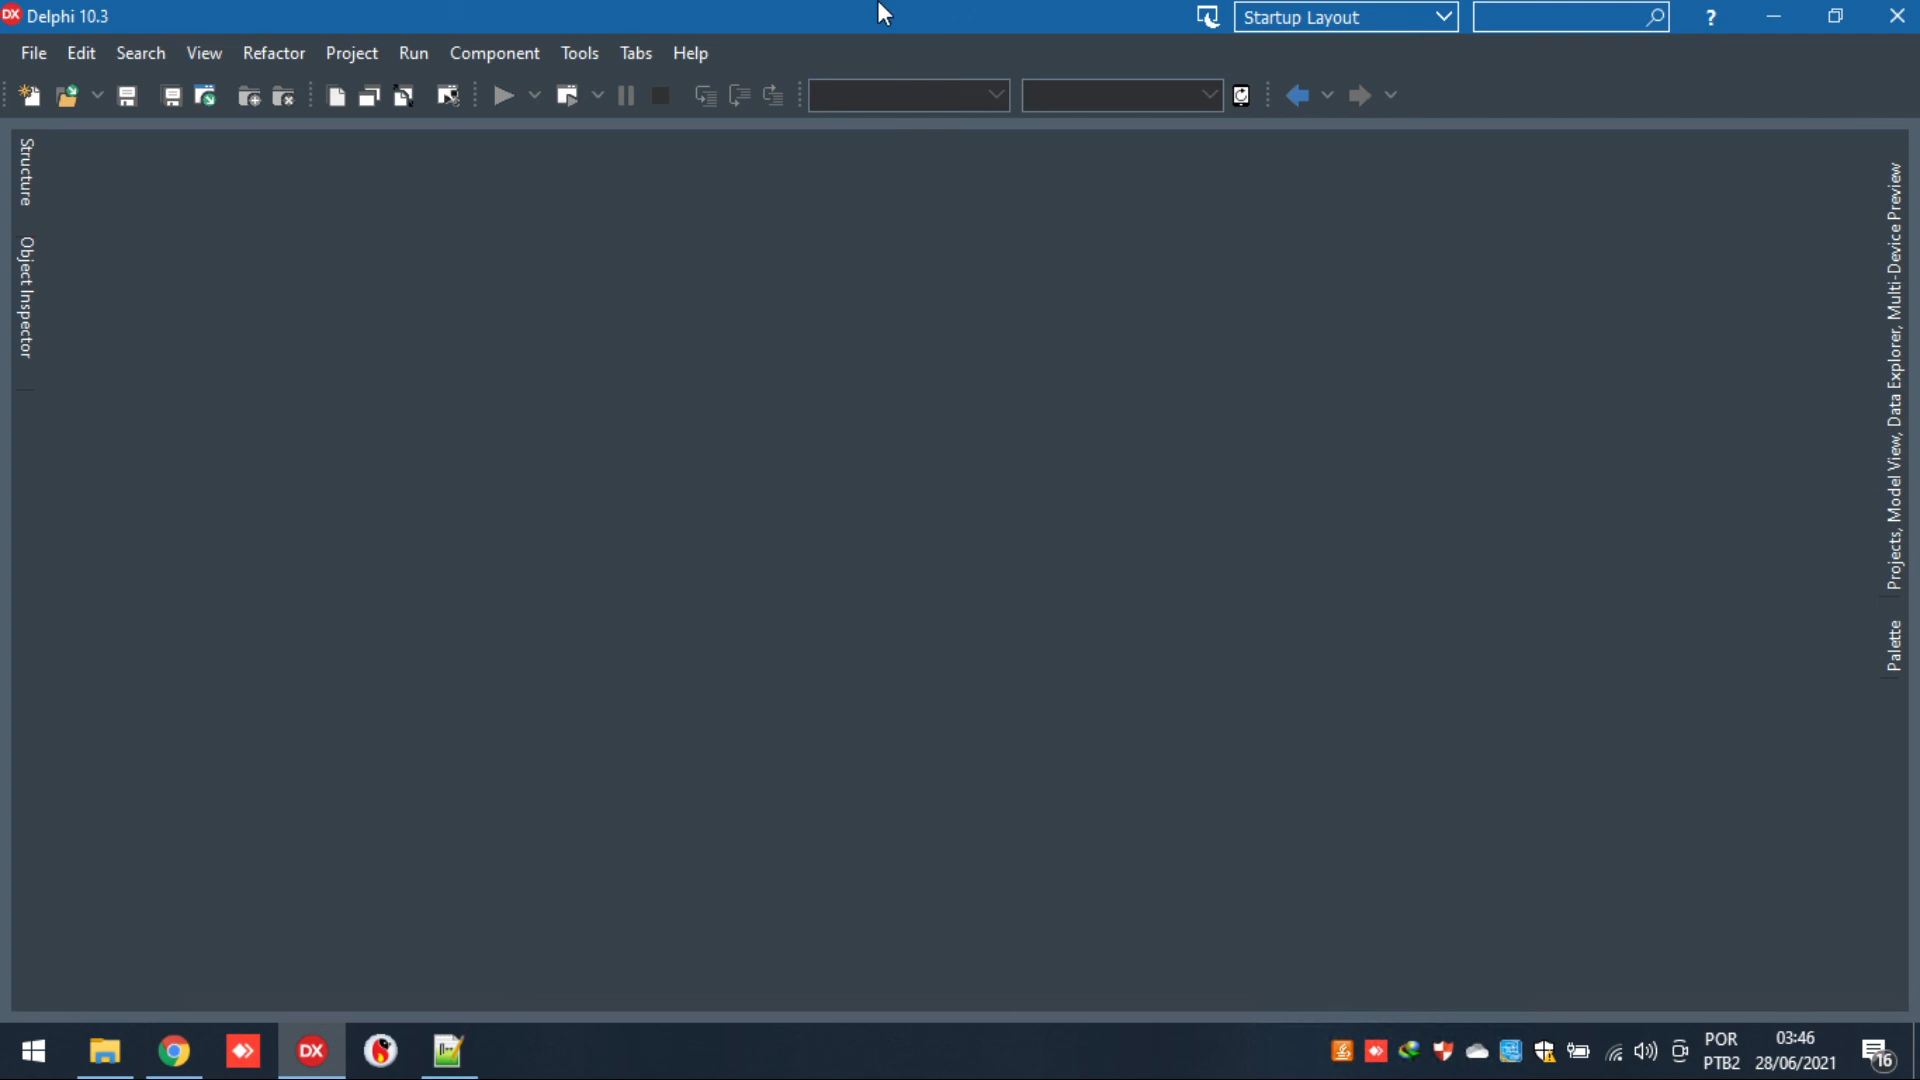 DX Delphi 10.3
Startup Layout
?
File Edit Search View Refactor Project Run Component Tools Tabs Help
Structure
Object Inspector
Projects, Model View, Data Explorer, Multi-Device Preview
Palette
DX
POR
PTB2
03:46
28/06/2021
16